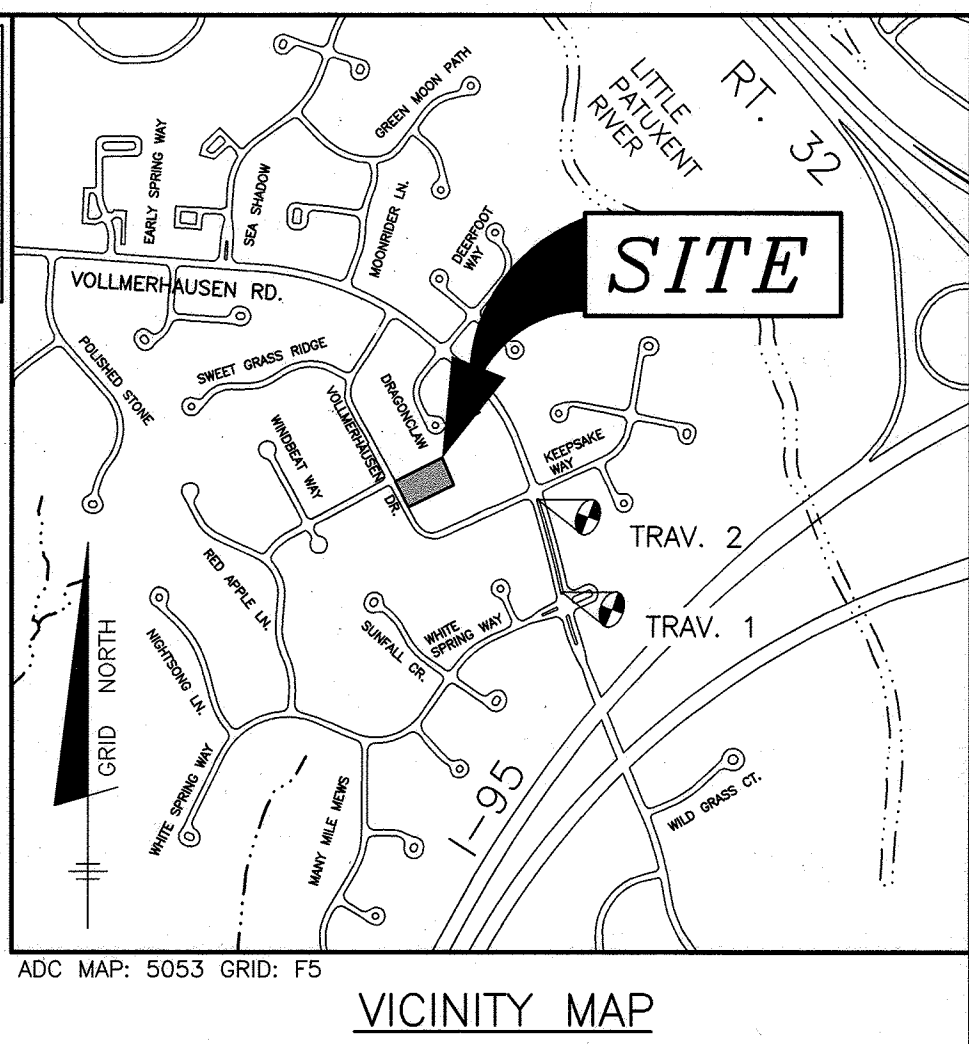 GREEN MOON PATH
LITTLE
PATUXENT
RIVER
RT. 32
EARLY SPRING WAY
SEA SHADOW
MOONRIDER LN.
DEERFOOT
WAY
SITE
VOLLMERHAUSEN RD.
POLISHED STONE
SWEET GRASS RIDGE
VOLLMERHAUSEN DR.
DRAGONCLAW
WINDBEAT WAY
KEEPSAKE
WAY
TRAV. 2
RED APPLE LN.
TRAV. 1
NIGHTSONG LN.
SUNFALL CR.
WHITE
SPRING WAY
GRID NORTH
WHITE SPRING WAY
MANY MILE MEWS
I-95
WILD GRASS CT.
ADC MAP: 5053 GRID: F5
VICINITY MAP